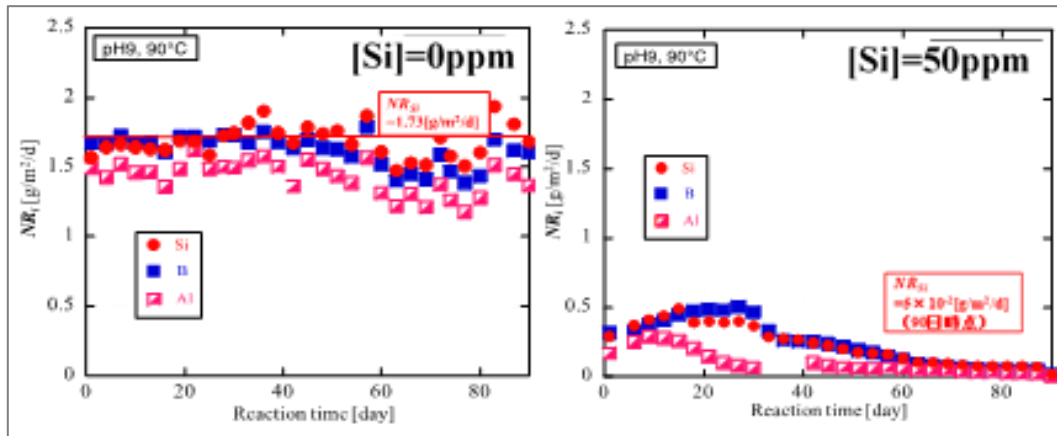 2.5
2
1.5
1
0.5
0
NRi [g/m²/d]
pH9, 90°C
[Si]=0ppm
NRSi
=1.73[g/m²/d]
Si
B
Al
0 20 40 60 80
Reaction time [day]
2.5
2
1.5
1
0.5
0
NRi [g/m²/d]
pH9, 90°C
[Si]=50ppm
Si
B
Al
NRSi
[g/m²/d]
(90日時点)
0 20 40 60 80
Reaction time [day]